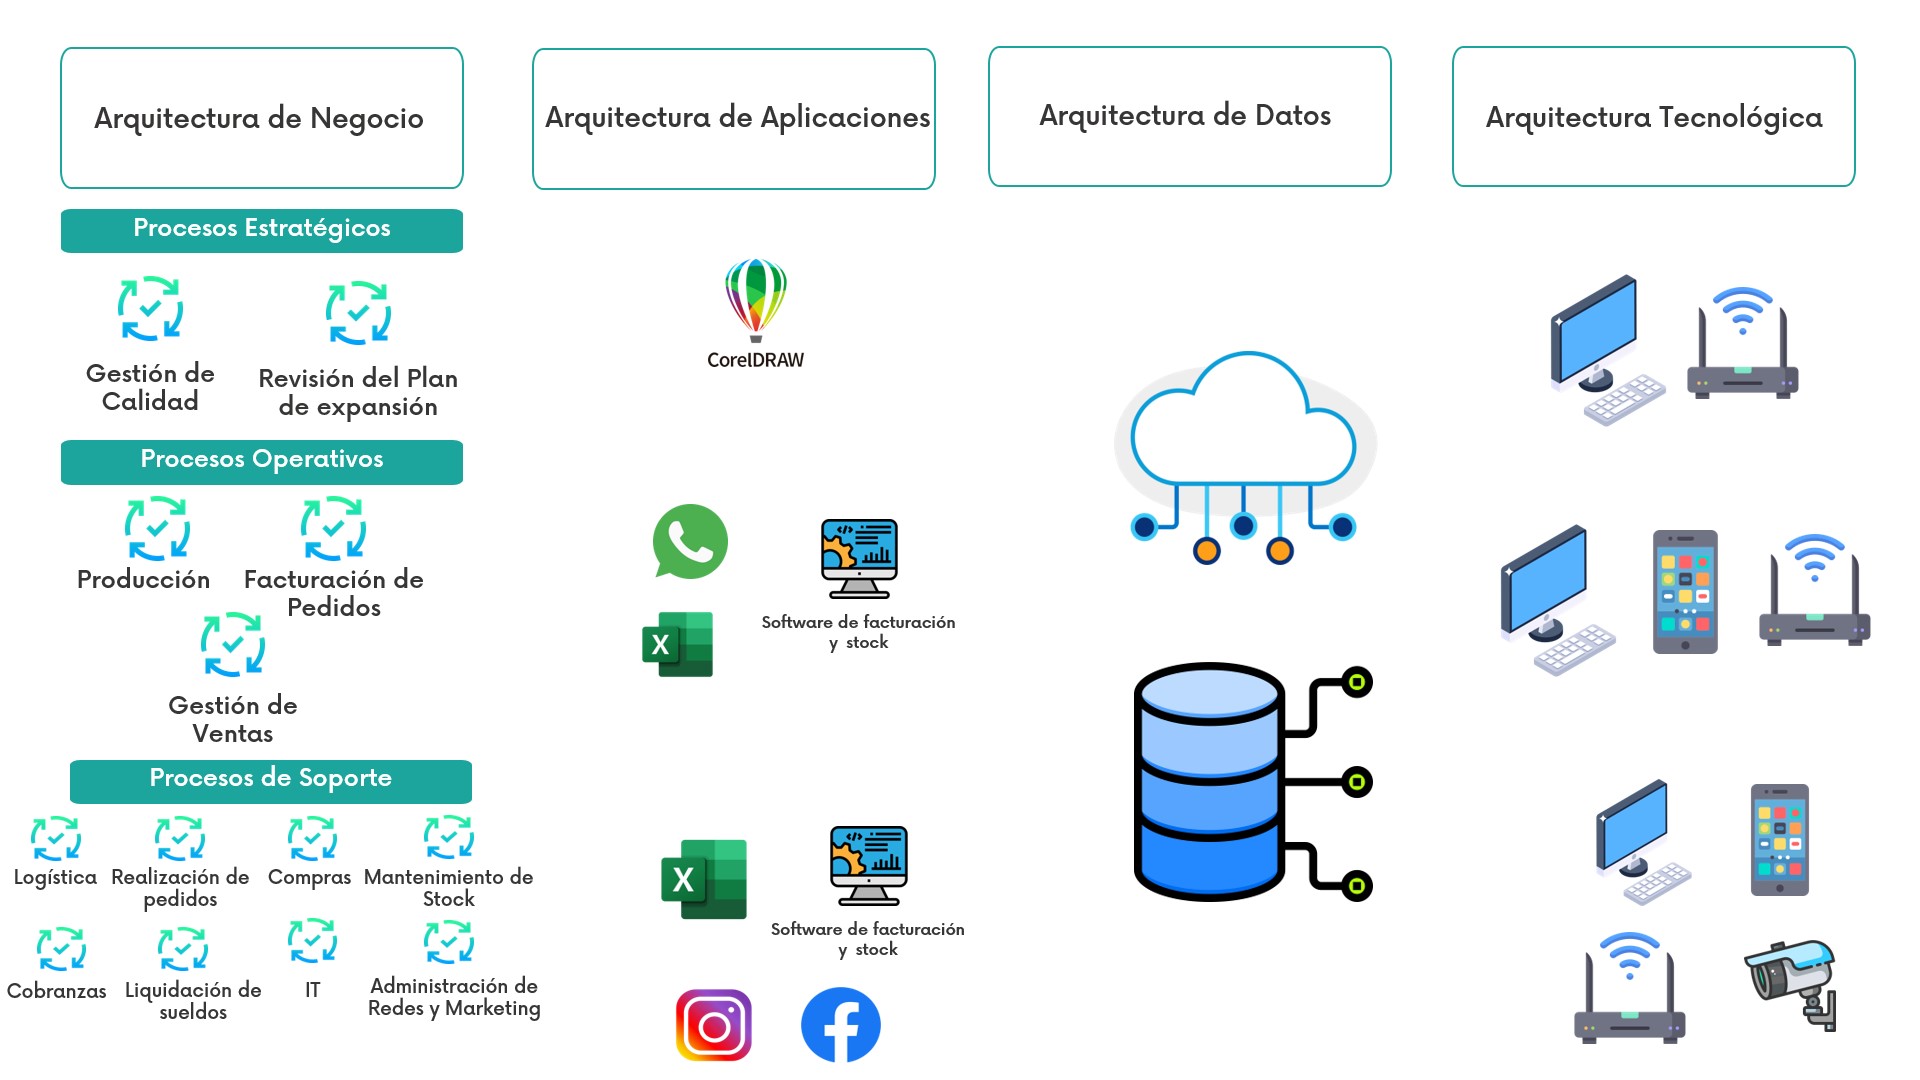 Arquitectura de Negocio
Arquitectura de Aplicaciones
Arquitectura de Datos
Arquitectura Tecnológica
Procesos Estratégicos
Gestión de
Calidad
Revisión del Plan
de expansión
CorelDRAW
Procesos Operativos
Producción
Facturación de
Pedidos
Gestión de
Ventas
X
Software de facturación
y stock
Procesos de Soporte
Logística
Realización de
pedidos
Compras
Mantenimiento de
Stock
Cobranzas
Liquidación de
sueldos
IT
Administración de
Redes y Marketing
X
Software de facturación
y stock